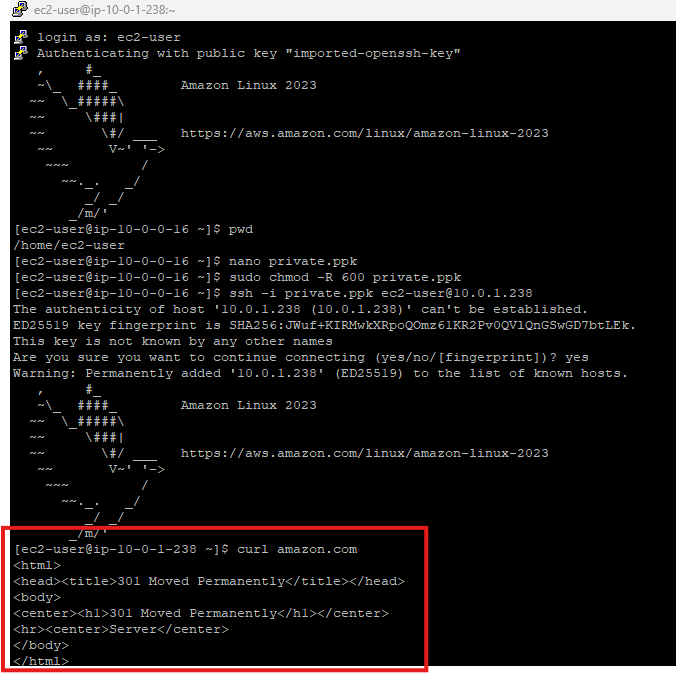 ec2-user@ip-10-0-1-238:~
login as: ec2-user
Authenticating with public key "imported-openssh-key"
   ,     #_
   ~\_  ####_        Amazon Linux 2023
  ~~  \_#####\
  ~~     \###|
  ~~       \#/ ___   https://aws.amazon.com/linux/amazon-linux-2023
   ~~       V~' '->
    ~~~         /
      ~~._.   _/
         _/ _/
       _/m/'
[ec2-user@ip-10-0-0-16 ~]$ pwd
/home/ec2-user
[ec2-user@ip-10-0-0-16 ~]$ nano private.ppk
[ec2-user@ip-10-0-0-16 ~]$ sudo chmod -R 600 private.ppk
[ec2-user@ip-10-0-0-16 ~]$ ssh -i private.ppk ec2-user@10.0.1.238
The authenticity of host '10.0.1.238 (10.0.1.238)' can't be established.
ED25519 key fingerprint is SHA256:JWuf+KIRMwkXRpoQOmz6lKR2Pv0QVlQnGSwGD7btLEk.
This key is not known by any other names
Are you sure you want to continue connecting (yes/no/[fingerprint])? yes
Warning: Permanently added '10.0.1.238' (ED25519) to the list of known hosts.
   ,     #_
   ~\_  ####_        Amazon Linux 2023
  ~~  \_#####\
  ~~     \###|
  ~~       \#/ ___   https://aws.amazon.com/linux/amazon-linux-2023
   ~~       V~' '->
    ~~~         /
      ~~._.   _/
         _/ _/
       _/m/'
[ec2-user@ip-10-0-1-238 ~]$ curl amazon.com
<html>
<head><title>301 Moved Permanently</title></head>
<body>
<center><h1>301 Moved Permanently</h1></center>
<hr><center>Server</center>
</body>
</html>